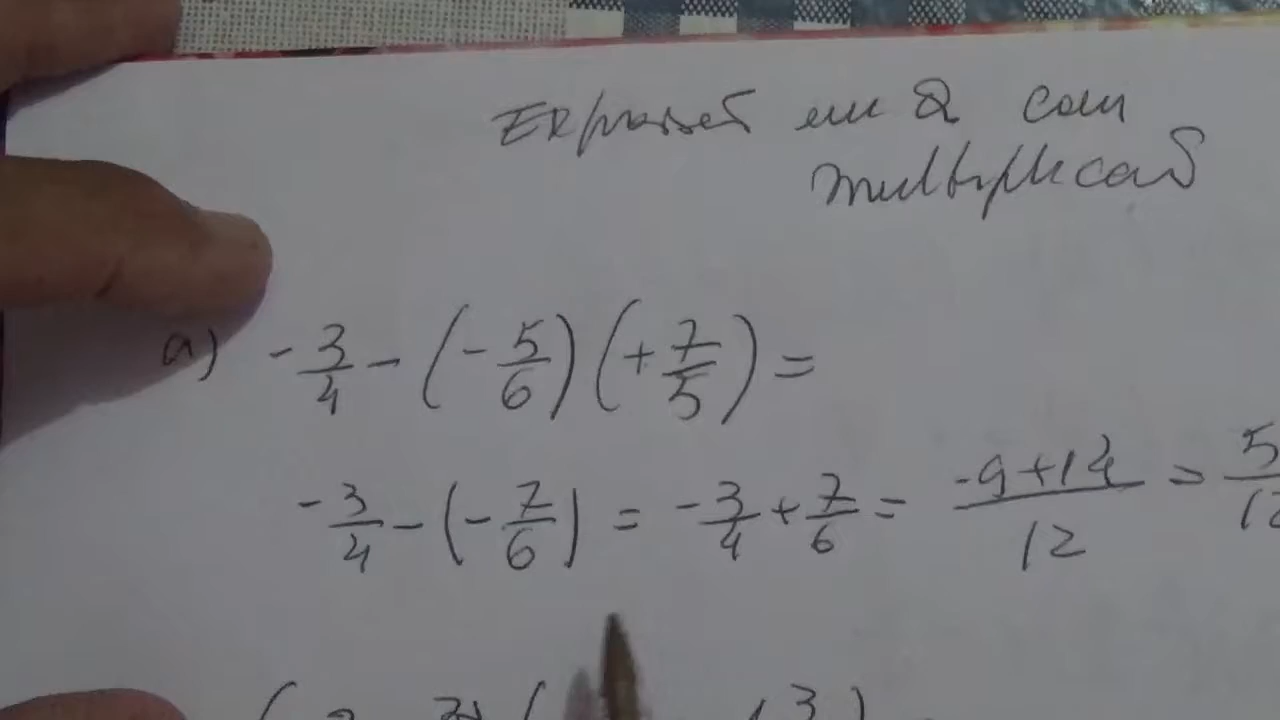 Expressões em Q com
multiplicação
a) -3/4 - (-5/6) (+7/5) =
-3/4 - (-7/6) = -3/4 + 7/6 = -9+14/12 = 5/12